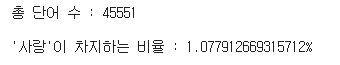 총 단어 수 : 45551
'사랑'이 차지하는 비율 : 1.077912669315712%